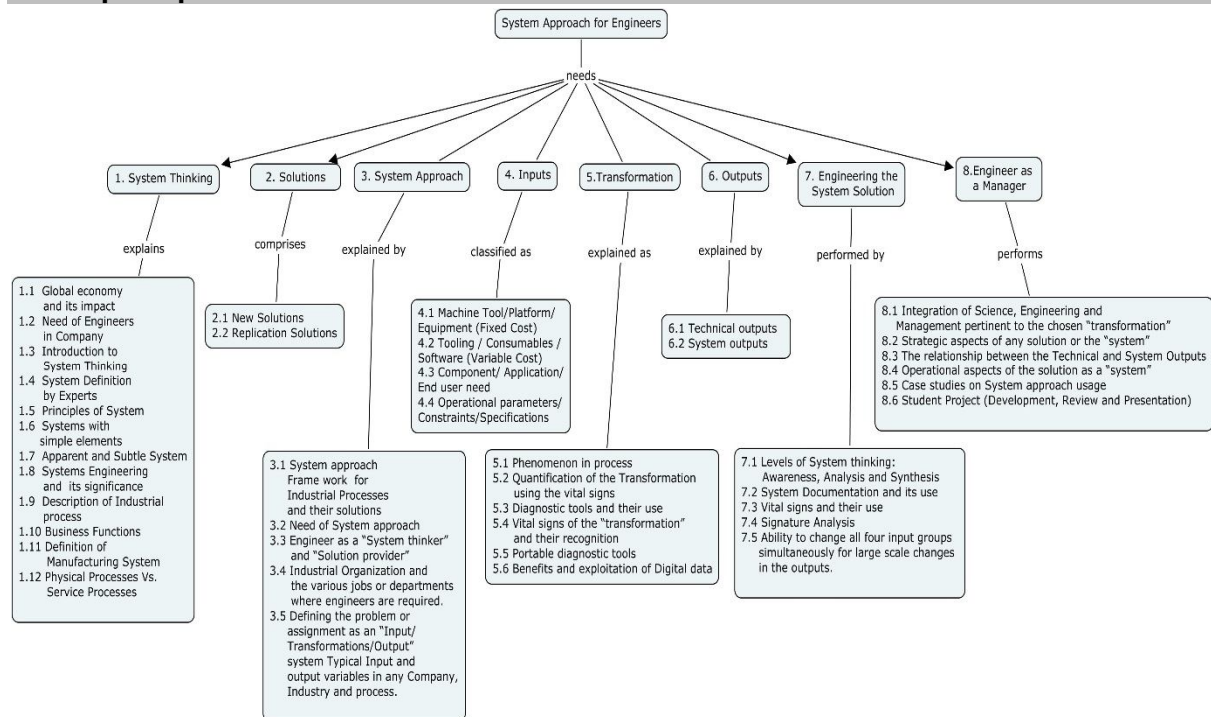 System Approach for Engineers
needs
1. System Thinking
2. Solutions
3. System Approach
4. Inputs
5.Transformation
6. Outputs
7. Engineering the
System Solution
8.Engineer as
a Manager
explains
comprises
explained by
classified as
explained as
explained by
performed by
performs
1.1 Global economy
and its impact
1.2 Need of Engineers
in Company
1.3 Introduction to
System Thinking
1.4 System Definition
by Experts
1.5 Principles of System
1.6 Systems with
simple elements
1.7 Apparent and Subtle System
1.8 Systems Engineering
and its significance
1.9 Description of Industrial
process
1.10 Business Functions
1.11 Definition of
Manufacturing System
1.12 Physical Processes Vs.
Service Processes
2.1 New Solutions
2.2 Replication Solutions
3.1 System approach
Frame work for
Industrial Processes
and their solutions
3.2 Need of System approach
3.3 Engineer as a “System thinker”
and “Solution provider”
3.4 Industrial Organization and
the various jobs or departments
where engineers are required.
3.5 Defining the problem or
assignment as an “Input/
Transformations/Output”
system Typical Input and
output variables in any Company,
Industry and process.
4.1 Machine Tool/Platform/
Equipment (Fixed Cost)
4.2 Tooling / Consumables /
Software (Variable Cost)
4.3 Component/ Application/
End user need
4.4 Operational parameters/
Constraints/Specifications
5.1 Phenomenon in process
5.2 Quantification of the Transformation
using the vital signs
5.3 Diagnostic tools and their use
5.4 Vital signs of the “transformation”
and their recognition
5.5 Portable diagnostic tools
5.6 Benefits and exploitation of Digital data
6.1 Technical outputs
6.2 System outputs
7.1 Levels of System thinking:
Awareness, Analysis and Synthesis
7.2 System Documentation and its use
7.3 Vital signs and their use
7.4 Signature Analysis
7.5 Ability to change all four input groups
simultaneously for large scale changes
in the outputs.
8.1 Integration of Science, Engineering and
Management pertinent to the chosen “transformation”
8.2 Strategic aspects of any solution or the “system”
8.3 The relationship between the Technical and System Outputs
8.4 Operational aspects of the solution as a “system”
8.5 Case studies on System approach usage
8.6 Student Project (Development, Review and Presentation)